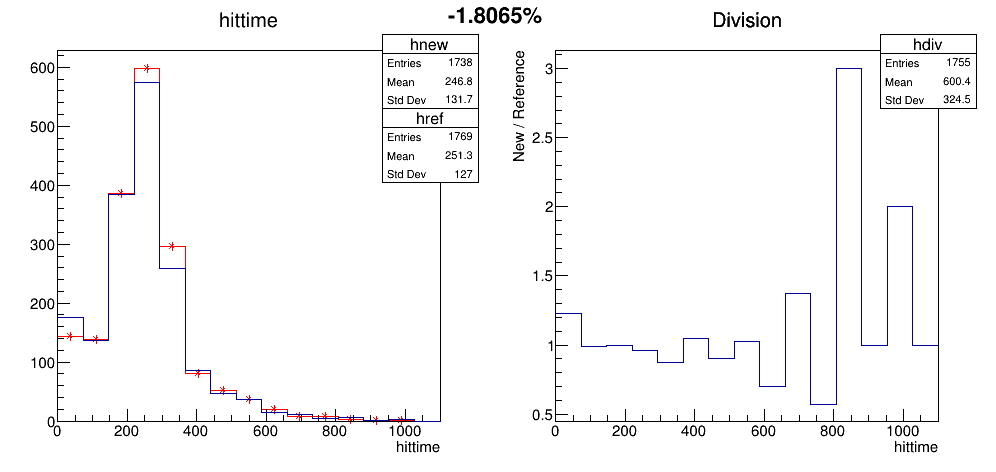 -1.8065%
hittime
hnew
Entries 1738
Mean 246.8
Std Dev 131.7
href
Entries 1769
Mean 251.3
Std Dev 127
600
500
400
300
200
100
0
0 200 400 600 800 1000
hittime
Division
hdiv
Entries 1755
Mean 600.4
Std Dev 324.5
New / Reference
3
2.5
2
1.5
1
0.5
0 200 400 600 800 1000
hittime